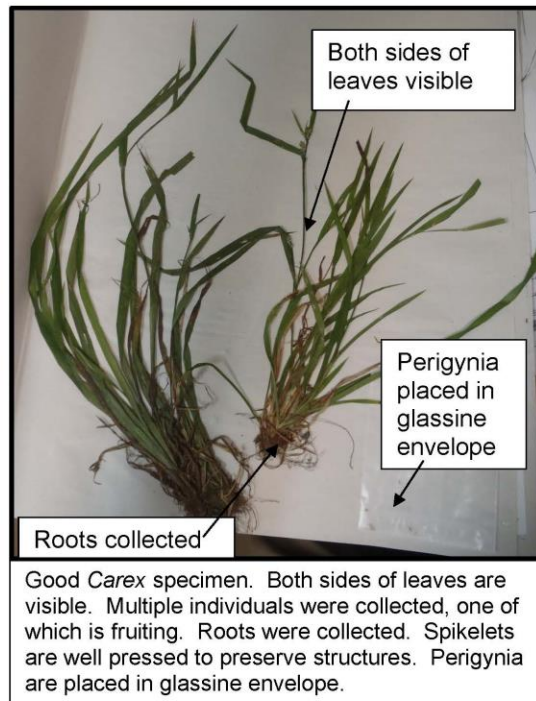 Both sides of
leaves visible
Perigynia
placed in
glassine
envelope
Roots collected
Good Carex specimen.  Both sides of leaves are
visible.  Multiple individuals were collected, one of
which is fruiting.  Roots were collected.  Spikelets
are well pressed to preserve structures.  Perigynia
are placed in glassine envelope.